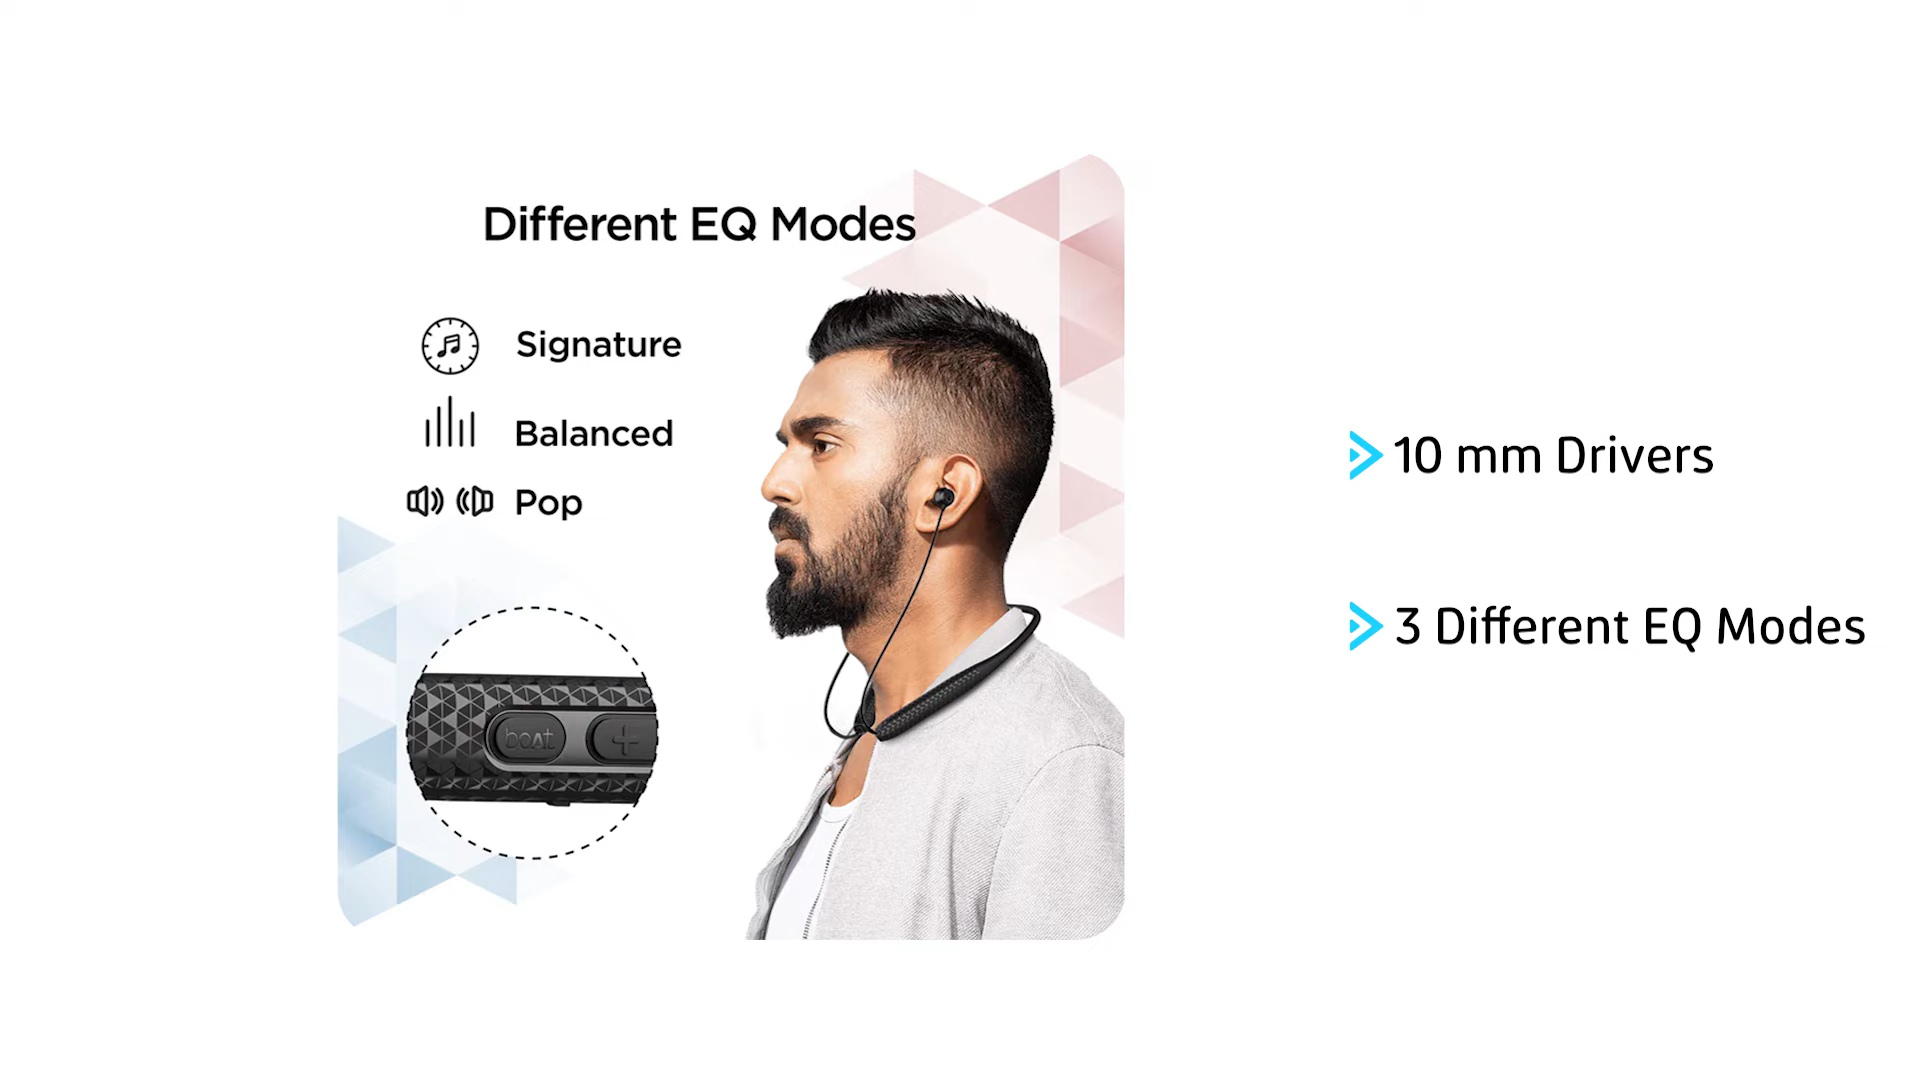 Different EQ Modes
Signature
Balanced
Pop
boAt
10 mm Drivers
3 Different EQ Modes